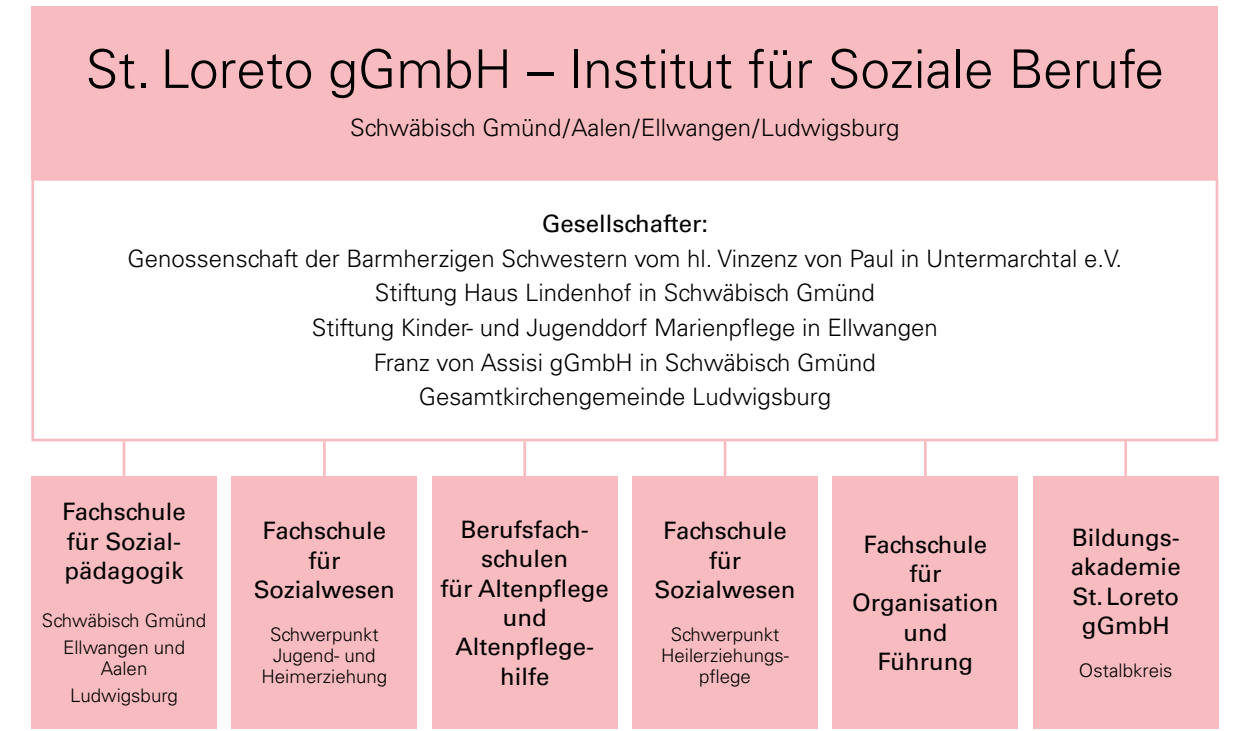 St. Loreto gGmbH – Institut für Soziale Berufe
Schwäbisch Gmünd/Aalen/Ellwangen/Ludwigsburg
Gesellschafter:
Genossenschaft der Barmherzigen Schwestern vom hl. Vinzenz von Paul in Untermarchtal e.V.
Stiftung Haus Lindenhof in Schwäbisch Gmünd
Stiftung Kinder- und Jugenddorf Marienpflege in Ellwangen
Franz von Assisi gGmbH in Schwäbisch Gmünd
Gesamtkirchengemeinde Ludwigsburg
Fachschule
für Sozial-
pädagogik
Schwäbisch Gmünd
Ellwangen und
Aalen
Ludwigsburg
Fachschule
für
Sozialwesen
Schwerpunkt
Jugend- und
Heimerziehung
Berufsfach-
schulen
für Altenpflege
und
Altenpflege-
hilfe
Fachschule
für
Sozialwesen
Schwerpunkt
Heilerziehungs-
pflege
Fachschule
für
Organisation
und
Führung
Bildungs-
akademie
St. Loreto
gGmbH
Ostalbkreis